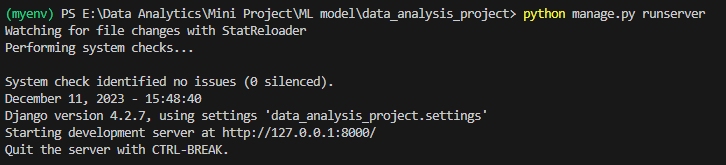 (myenv) PS E:\Data Analytics\Mini Project\ML model\data_analysis_project> python manage.py runserver
Watching for file changes with StatReloader
Performing system checks...
System check identified no issues (0 silenced).
December 11, 2023 - 15:48:40
Django version 4.2.7, using settings 'data_analysis_project.settings'
Starting development server at http://127.0.0.1:8000/
Quit the server with CTRL-BREAK.